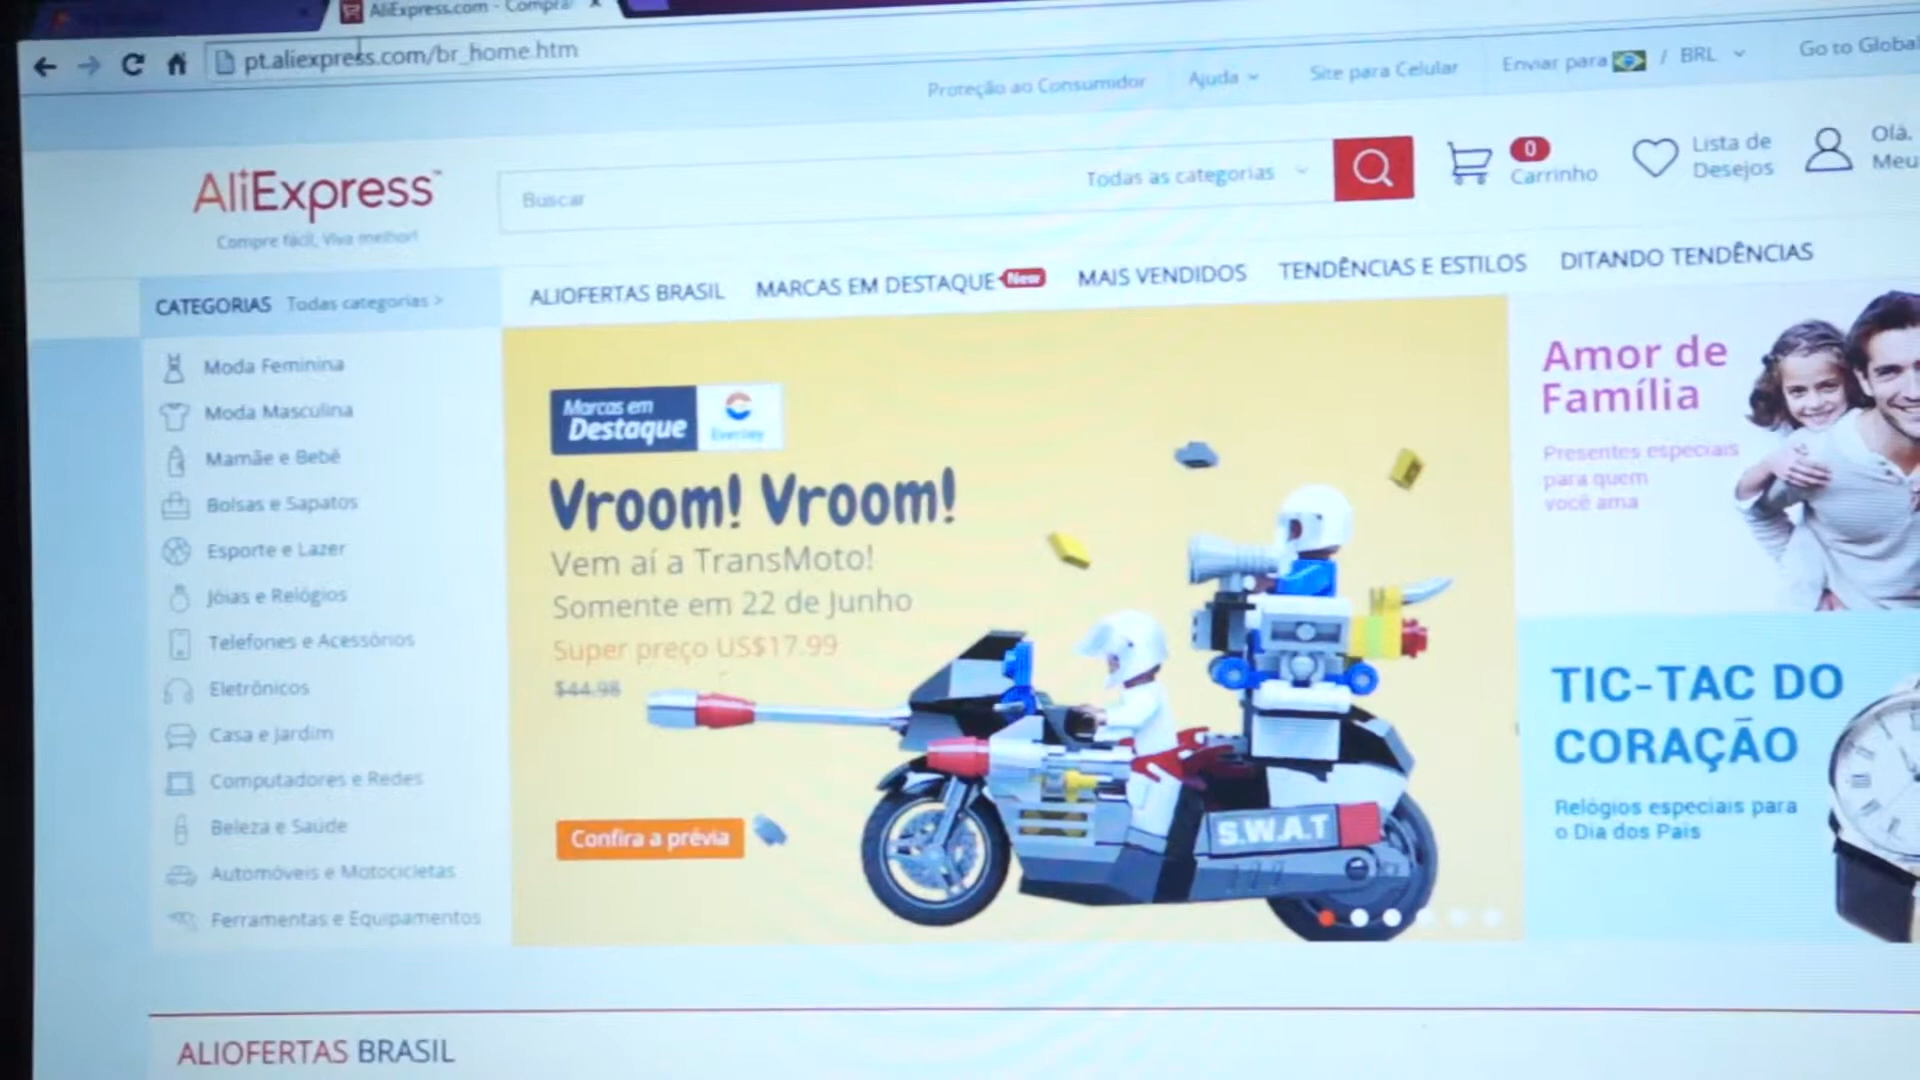 AliExpress.com - Compra
pt.aliexpress.com/br_home.htm
Proteção ao Consumidor
Ajuda
Site para Celular
Enviar para / BRL
Go to Global
AliExpress™
Compre fácil, Viva melhor!
Buscar
Todas as categorias
0
Carrinho
Lista de
Desejos
Olá.
Meu
CATEGORIAS Todas categorias >
ALIOFERTAS BRASIL
MARCAS EM DESTAQUE New
MAIS VENDIDOS
TENDÊNCIAS E ESTILOS
DITANDO TENDÊNCIAS
Moda Feminina
Moda Masculina
Mamãe e Bebê
Bolsas e Sapatos
Esporte e Lazer
Jóias e Relógios
Telefones e Acessórios
Eletrônicos
Casa e Jardim
Computadores e Redes
Beleza e Saúde
Automóveis e Motocicletas
Ferramentas e Equipamentos
Marcas em
Destaque
Vroom! Vroom!
Vem aí a TransMoto!
Somente em 22 de Junho
Super preço US$17.99
$44.98
Confira a prévia
S.W.A.T
Amor de
Família
Presentes especiais
para quem
você ama
TIC-TAC DO
CORAÇÃO
Relógios especiais para
o Dia dos Pais
ALIOFERTAS BRASIL